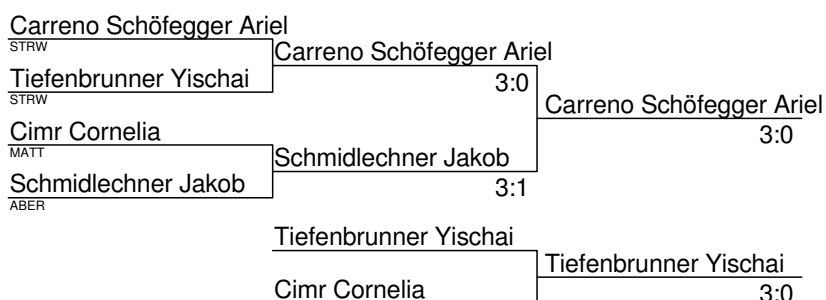 Carreno Schöfegger Ariel
STRW
Carreno Schöfegger Ariel
Tiefenbrunner Yischai
3:0
STRW
Carreno Schöfegger Ariel
Cimr Cornelia
3:0
MATT
Schmidlechner Jakob
Schmidlechner Jakob
3:1
ABER
Tiefenbrunner Yischai
Tiefenbrunner Yischai
Cimr Cornelia
3:0